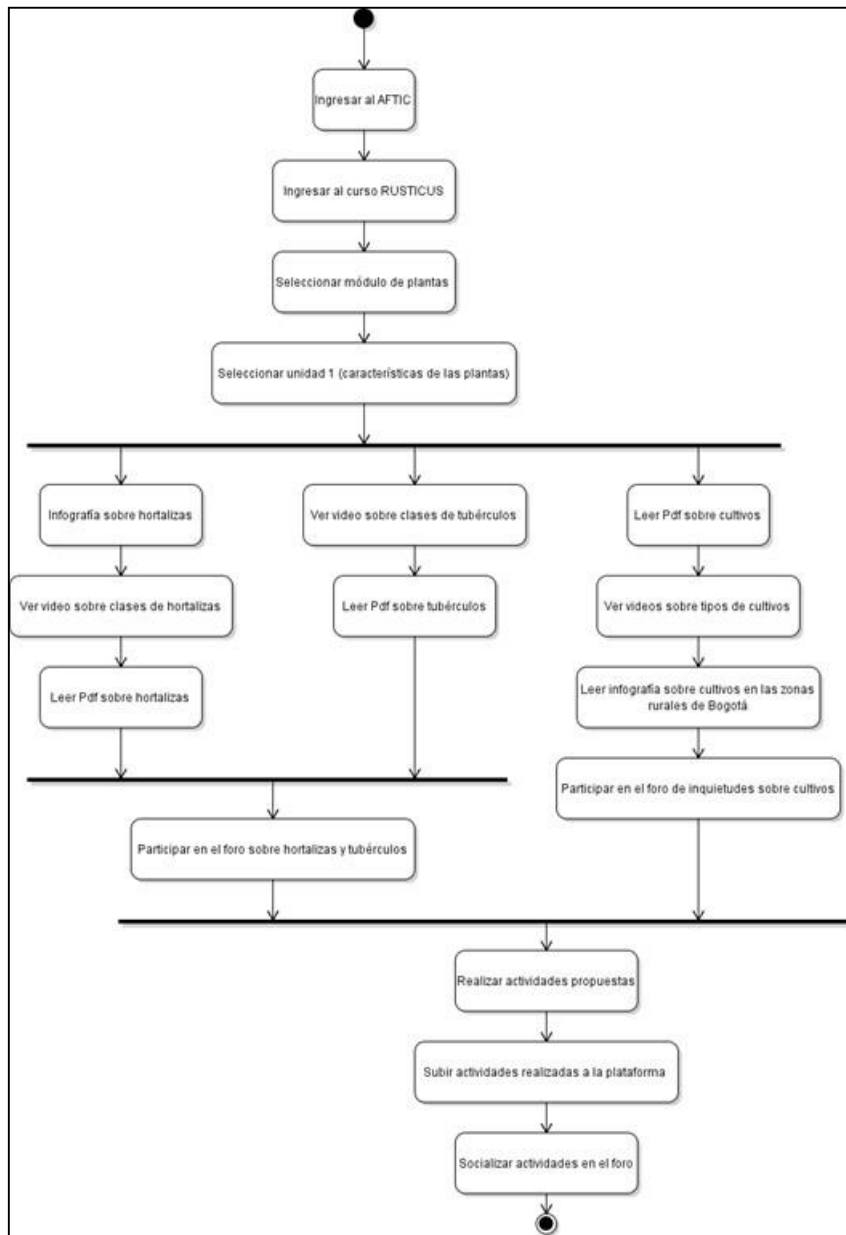 Ingresar al AFTIC
Ingresar al curso RUSTICUS
Seleccionar módulo de plantas
Seleccionar unidad 1 (características de las plantas)
Infografía sobre hortalizas
Ver video sobre clases de hortalizas
Leer Pdf sobre hortalizas
Ver video sobre clases de tubérculos
Leer Pdf sobre tubérculos
Leer Pdf sobre cultivos
Ver videos sobre tipos de cultivos
Leer infografía sobre cultivos en las zonas
rurales de Bogotá
Participar en el foro de inquietudes sobre cultivos
Participar en el foro sobre hortalizas y tubérculos
Realizar actividades propuestas
Subir actividades realizadas a la plataforma
Socializar actividades en el foro